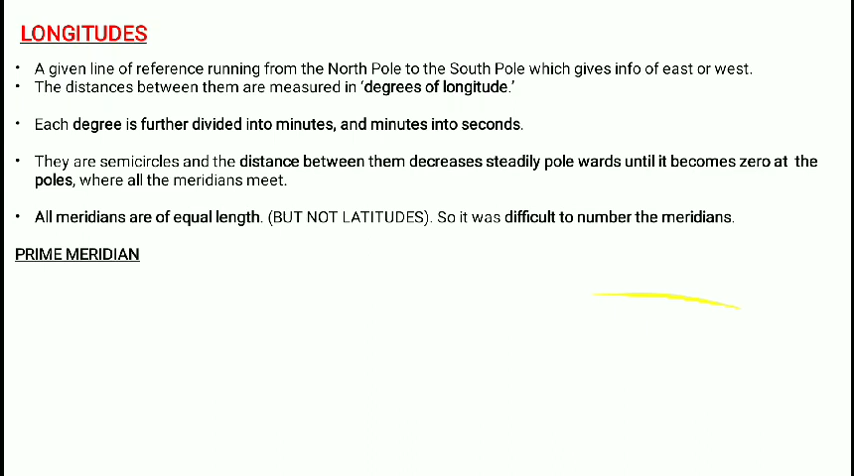 LONGITUDES
• A given line of reference running from the North Pole to the South Pole which gives info of east or west.
• The distances between them are measured in ‘degrees of longitude.’
• Each degree is further divided into minutes, and minutes into seconds.
• They are semicircles and the distance between them decreases steadily pole wards until it becomes zero at the
poles, where all the meridians meet.
• All meridians are of equal length. (BUT NOT LATITUDES). So it was difficult to number the meridians.
PRIME MERIDIAN